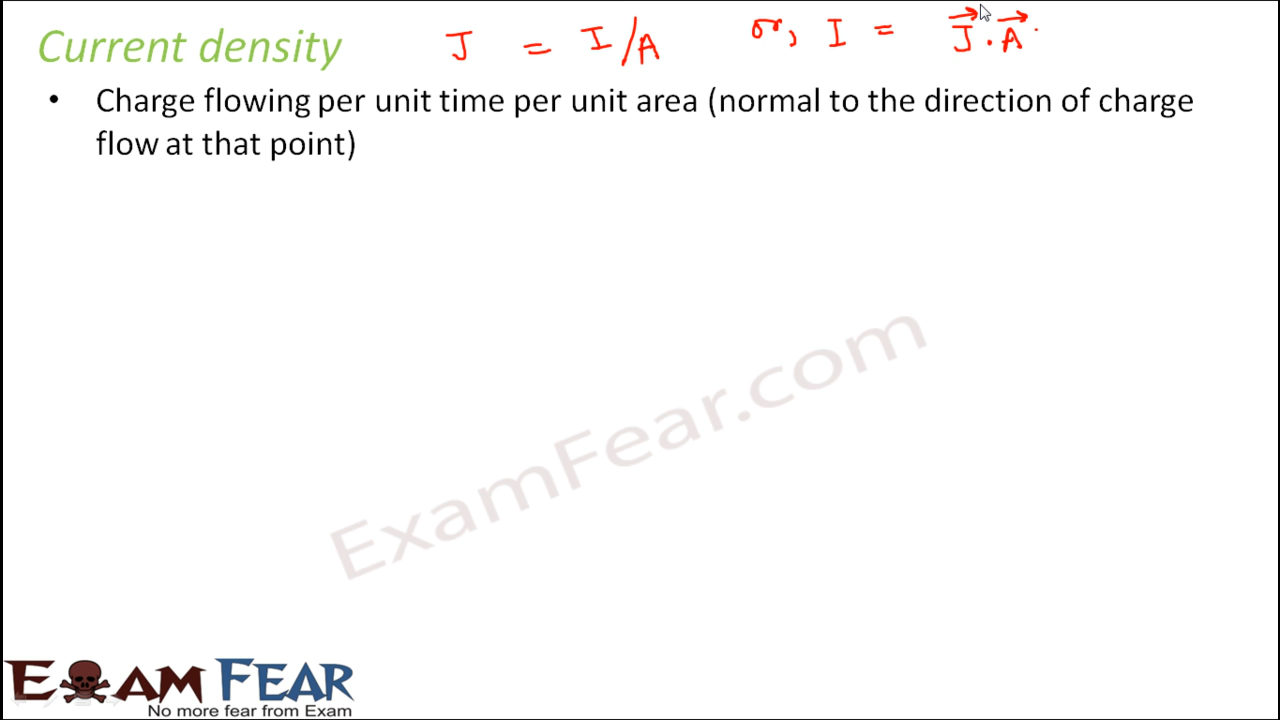 Current density J = I/A or, I = J⃗ . A⃗ .
• Charge flowing per unit time per unit area (normal to the direction of charge
flow at that point)
ExamFear.com
EXAM FEAR
No more fear from Exam